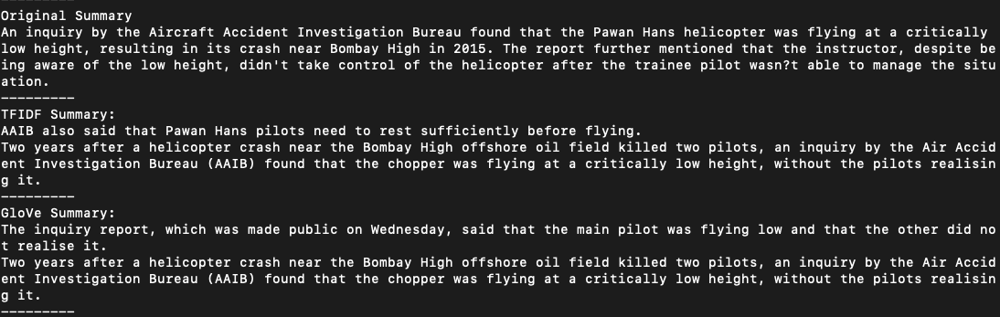 ---------
Original Summary
An inquiry by the Aircraft Accident Investigation Bureau found that the Pawan Hans helicopter was flying at a critically
low height, resulting in its crash near Bombay High in 2015. The report further mentioned that the instructor, despite be
ing aware of the low height, didn't take control of the helicopter after the trainee pilot wasn?t able to manage the situ
ation.
---------
TFIDF Summary:
AAIB also said that Pawan Hans pilots need to rest sufficiently before flying.
Two years after a helicopter crash near the Bombay High offshore oil field killed two pilots, an inquiry by the Air Accid
ent Investigation Bureau (AAIB) found that the chopper was flying at a critically low height, without the pilots realisin
g it.
---------
GloVe Summary:
The inquiry report, which was made public on Wednesday, said that the main pilot was flying low and that the other did no
t realise it.
Two years after a helicopter crash near the Bombay High offshore oil field killed two pilots, an inquiry by the Air Accid
ent Investigation Bureau (AAIB) found that the chopper was flying at a critically low height, without the pilots realisin
g it.
---------